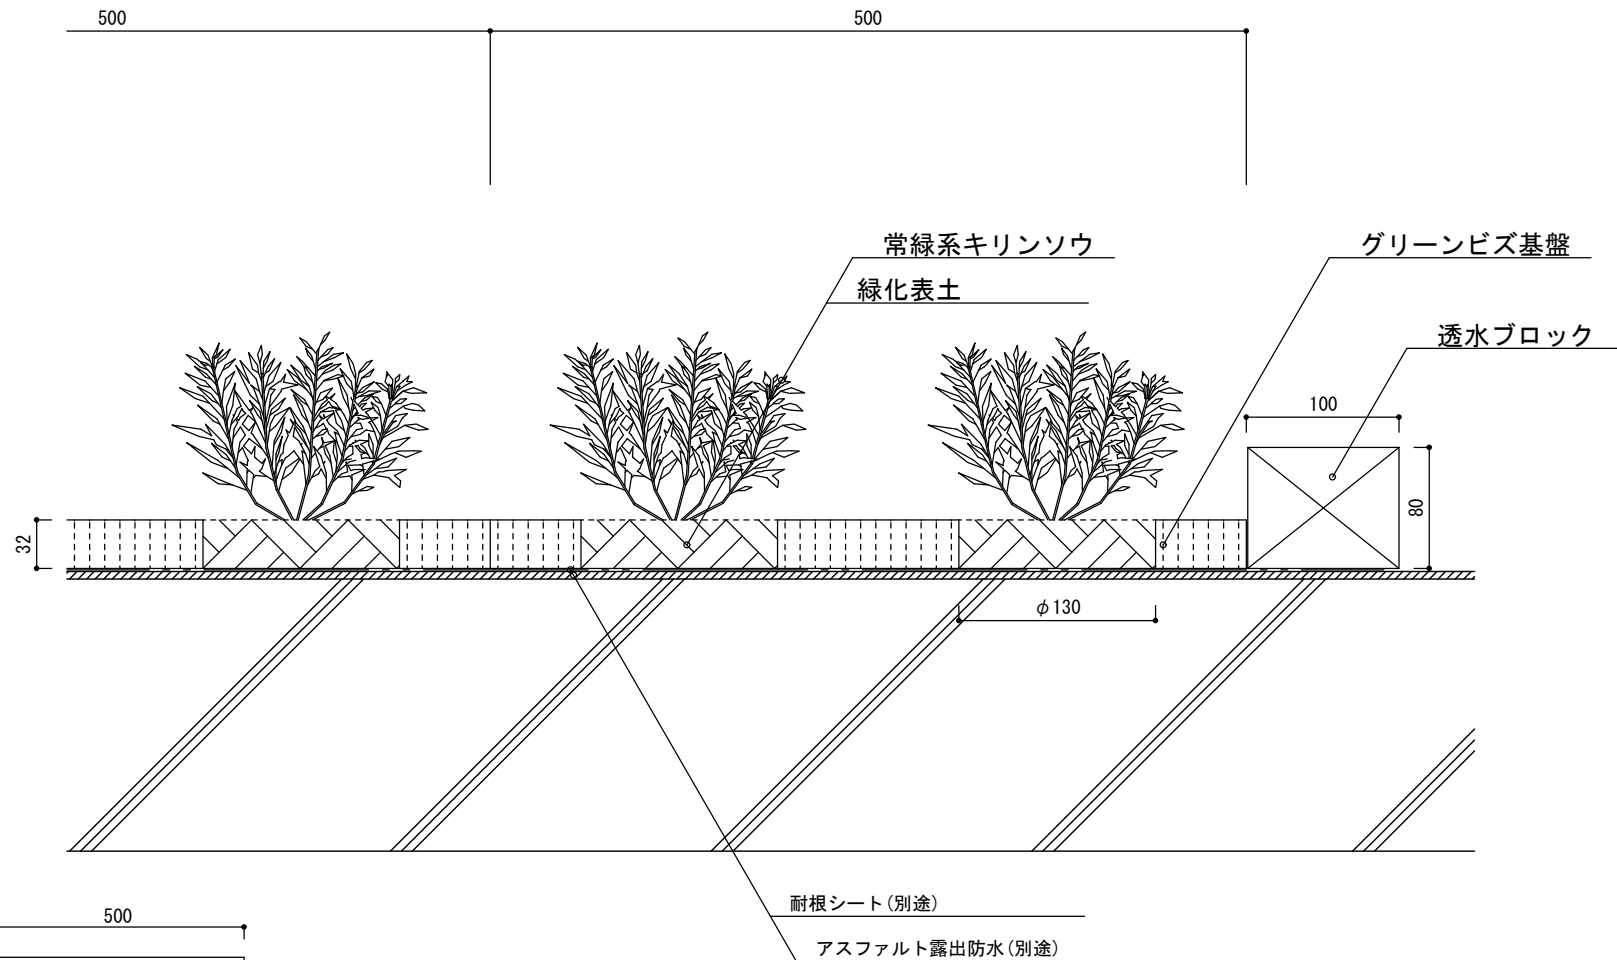 500
500
常緑系キリンソウ
グリーンビズ基盤
緑化表土
透水ブロック
100
80
32
φ130
耐根シート(別途)
500
アスファルト露出防水(別途)